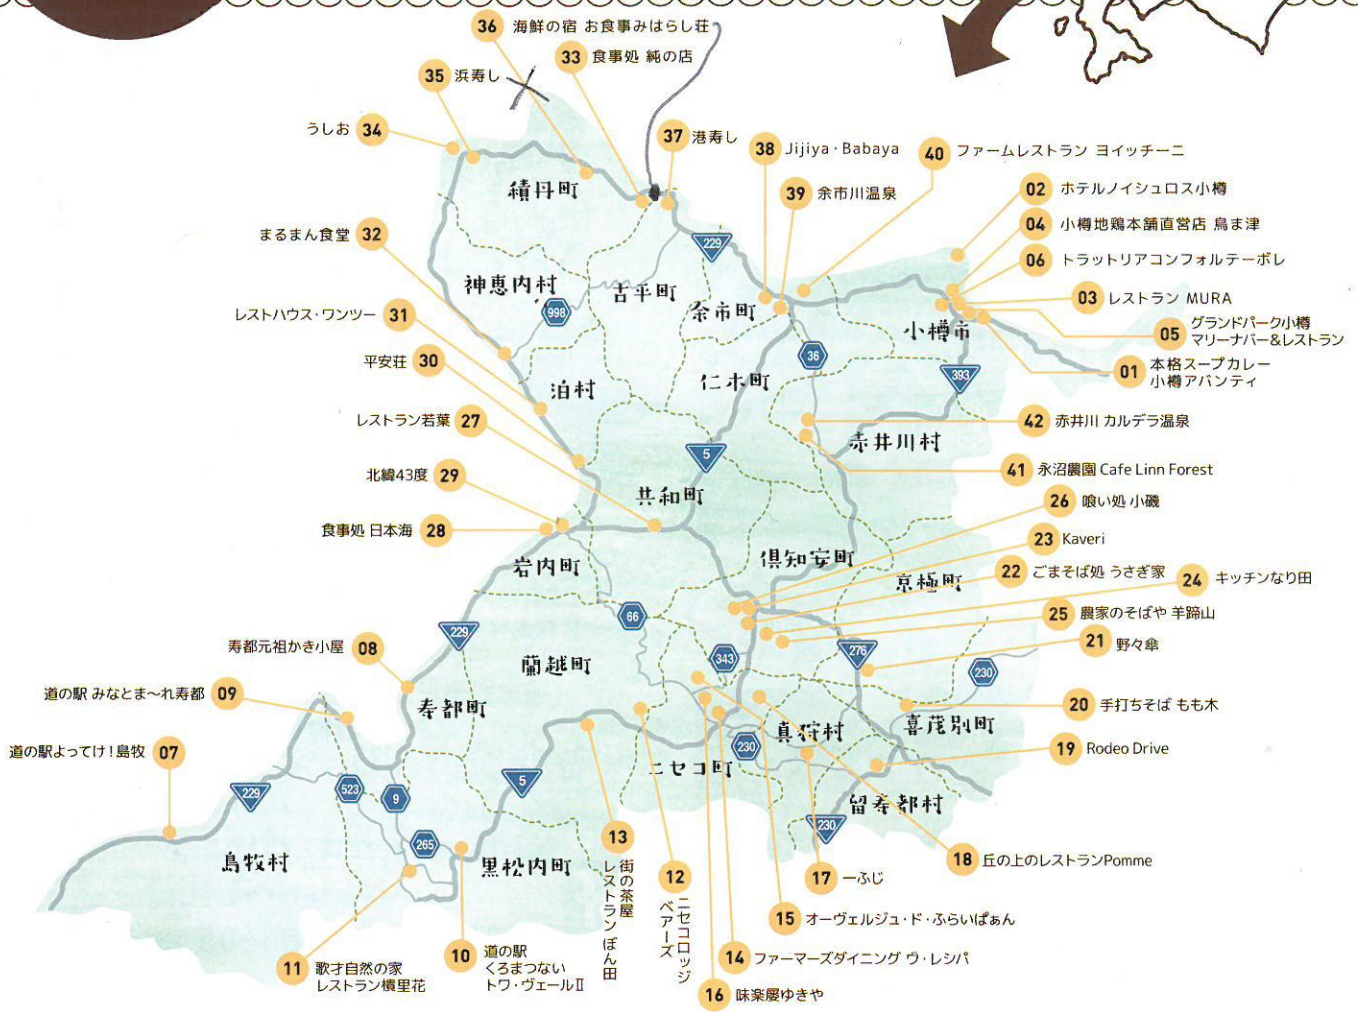 36 海鮮の宿 お食事みはらし荘
33 食事処 純の店
35 浜寿し
34 うしお
37 港寿し
38 Jijiya・Babaya
40 ファームレストラン ヨイッチーニ
39 余市川温泉
02 ホテルノイシュロス小樽
04 小樽地鶏本舗直営店 鳥ま津
06 トラットリアコンフォルテーボレ
03 レストラン MURA
05 グランドパーク小樽
マリーナバー&レストラン
01 本格スープカレー
小樽アバンティ
32 まるまん食堂
31 レストハウス・ワンツー
30 平安荘
27 レストラン若葉
29 北緯43度
28 食事処 日本海
42 赤井川 カルデラ温泉
41 永沼農園 Cafe Linn Forest
26 喰い処 小磯
23 Kaveri
22 ごまそば処 うさぎ家
24 キッチンなり田
25 農家のそばや 羊蹄山
21 野々傘
20 手打ちそば もも木
19 Rodeo Drive
18 丘の上のレストランPomme
17 一ふじ
15 オーヴェルジュ・ド・ふらいぱぁん
14 ファーマーズダイニング ヴ・レシパ
16 味楽屡ゆきや
12 ニセコロッジ
ベアーズ
13 街の茶屋
レストランぽん田
10 道の駅
くろまつない
トワ・ヴェールⅡ
11 歌才自然の家
レストラン樻里花
08 寿都元祖かき小屋
09 道の駅 みなとま〜れ寿都
07 道の駅よってけ!島牧
積丹町
神恵内村
古平町
余市町
小樽市
泊村
仁木町
赤井川村
共和町
岩内町
倶知安町
京極町
蘭越町
寿都町
真狩村
喜茂別町
ニセコ町
留寿都村
島牧村
黒松内町
229
998
36
393
5
66
229
343
276
230
230
230
5
229
523
9
265